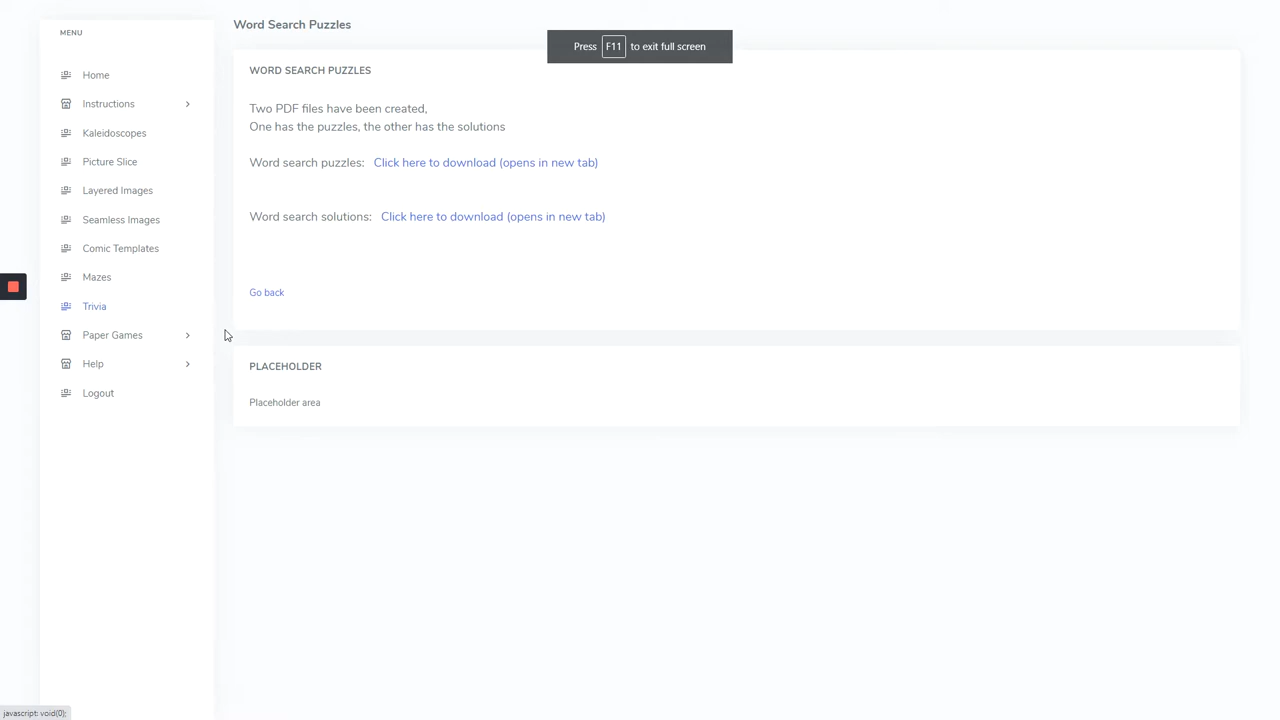 MENU
Home
Instructions
Kaleidoscopes
Picture Slice
Layered Images
Seamless Images
Comic Templates
Mazes
Trivia
Paper Games
Help
Logout
Word Search Puzzles
Press F11 to exit full screen
WORD SEARCH PUZZLES
Two PDF files have been created,
One has the puzzles, the other has the solutions
Word search puzzles: Click here to download (opens in new tab)
Word search solutions: Click here to download (opens in new tab)
Go back
PLACEHOLDER
Placeholder area
javascript: void(0);